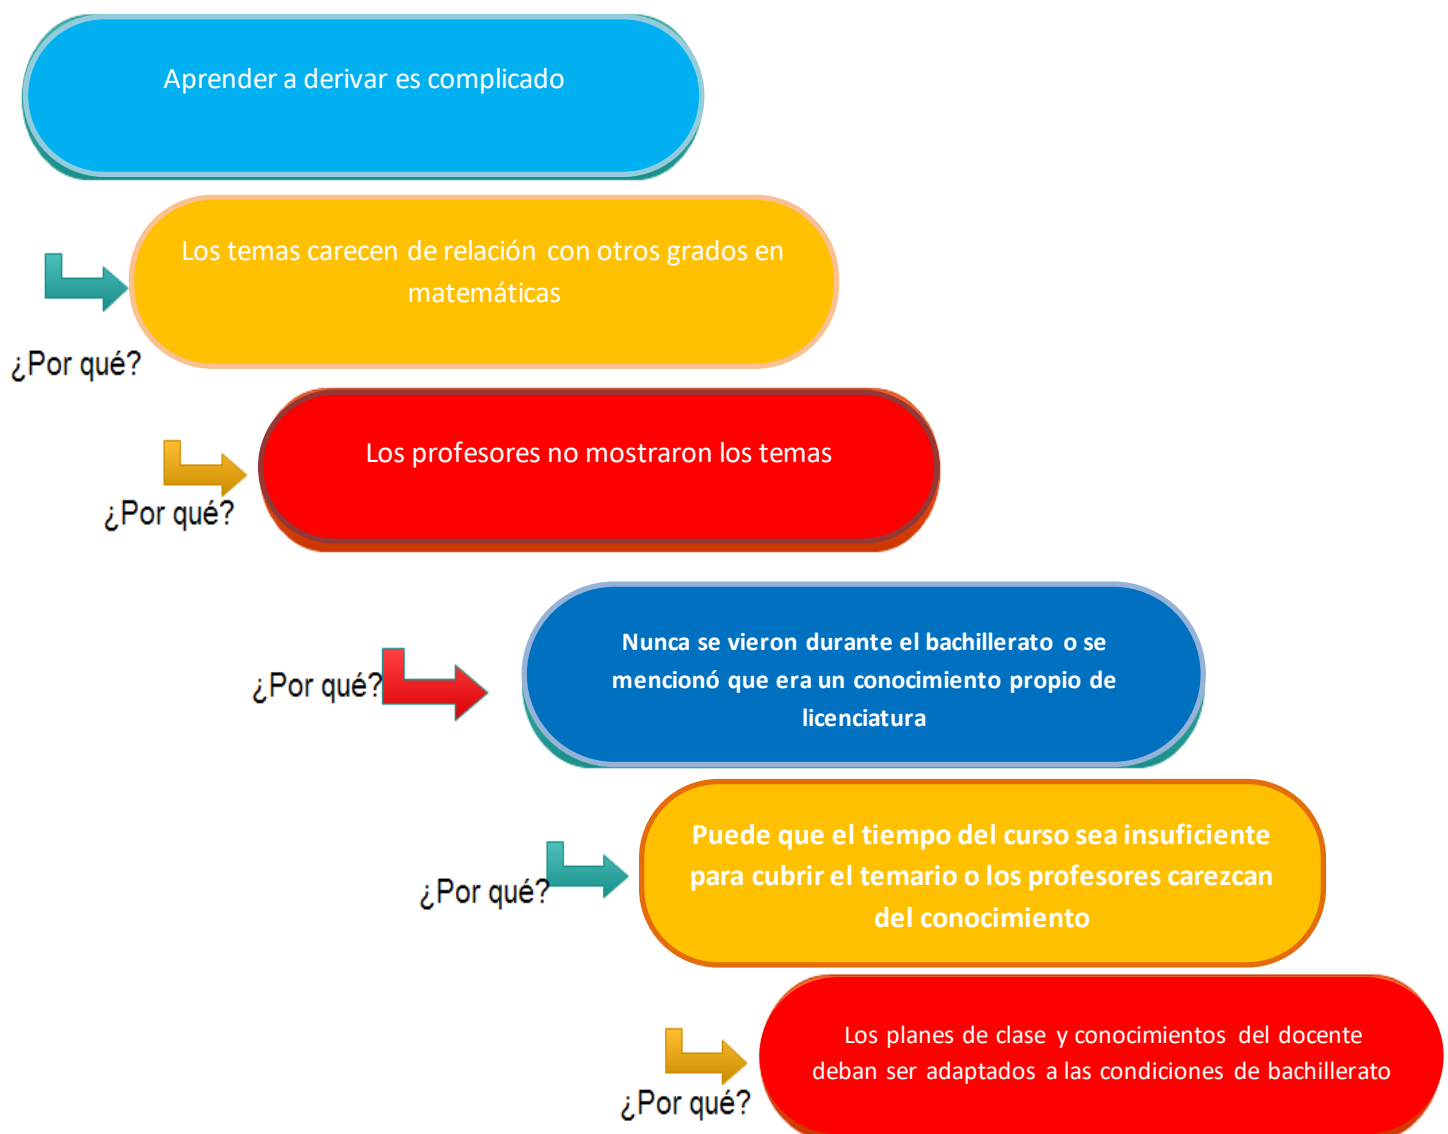 Aprender a derivar es complicado
Los temas carecen de relación con otros grados en
matemáticas
¿Por qué?
Los profesores no mostraron los temas
¿Por qué?
Nunca se vieron durante el bachillerato o se
mencionó que era un conocimiento propio de
licenciatura
¿Por qué?
Puede que el tiempo del curso sea insuficiente
para cubrir el temario o los profesores carezcan
del conocimiento
¿Por qué?
Los planes de clase y conocimientos del docente
deban ser adaptados a las condiciones de bachillerato
¿Por qué?